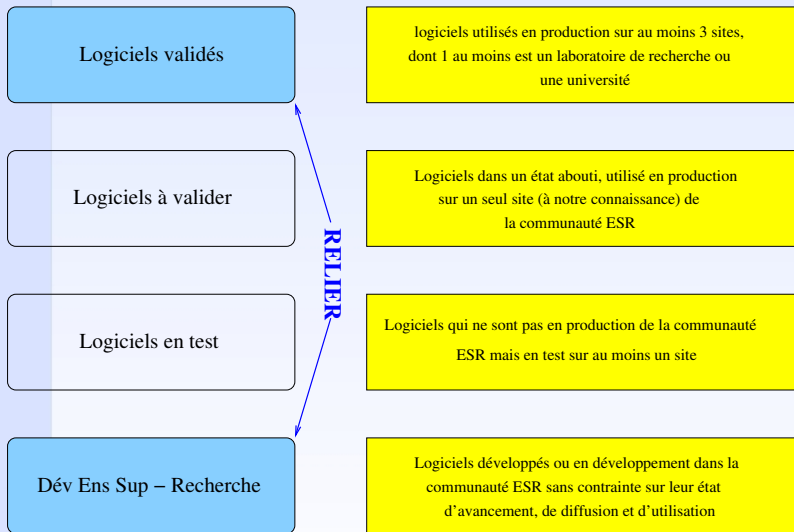 Logiciels validés
logiciels utilisés en production sur au moins 3 sites,
dont 1 au moins est un laboratoire de recherche ou
une université
Logiciels à valider
Logiciels dans un état abouti, utilisé en production
sur un seul site (à notre connaissance) de
la communauté ESR
RELIER
Logiciels en test
Logiciels qui ne sont pas en production de la communauté
ESR mais en test sur au moins un site
Dév Ens Sup – Recherche
Logiciels développés ou en développement dans la
communauté ESR sans contrainte sur leur état
d'avancement, de diffusion et d'utilisation